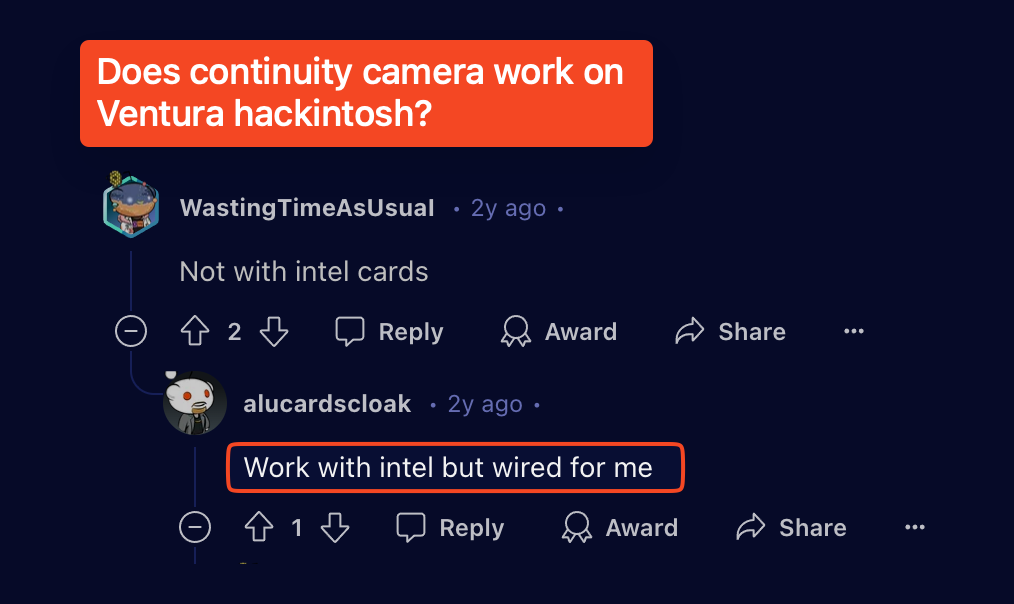 Does continuity camera work on
Ventura hackintosh?
WastingTimeAsUsual • 2y ago •
Not with intel cards
2 Reply Award Share ···
alucardscloak • 2y ago •
Work with intel but wired for me
1 Reply Award Share ···